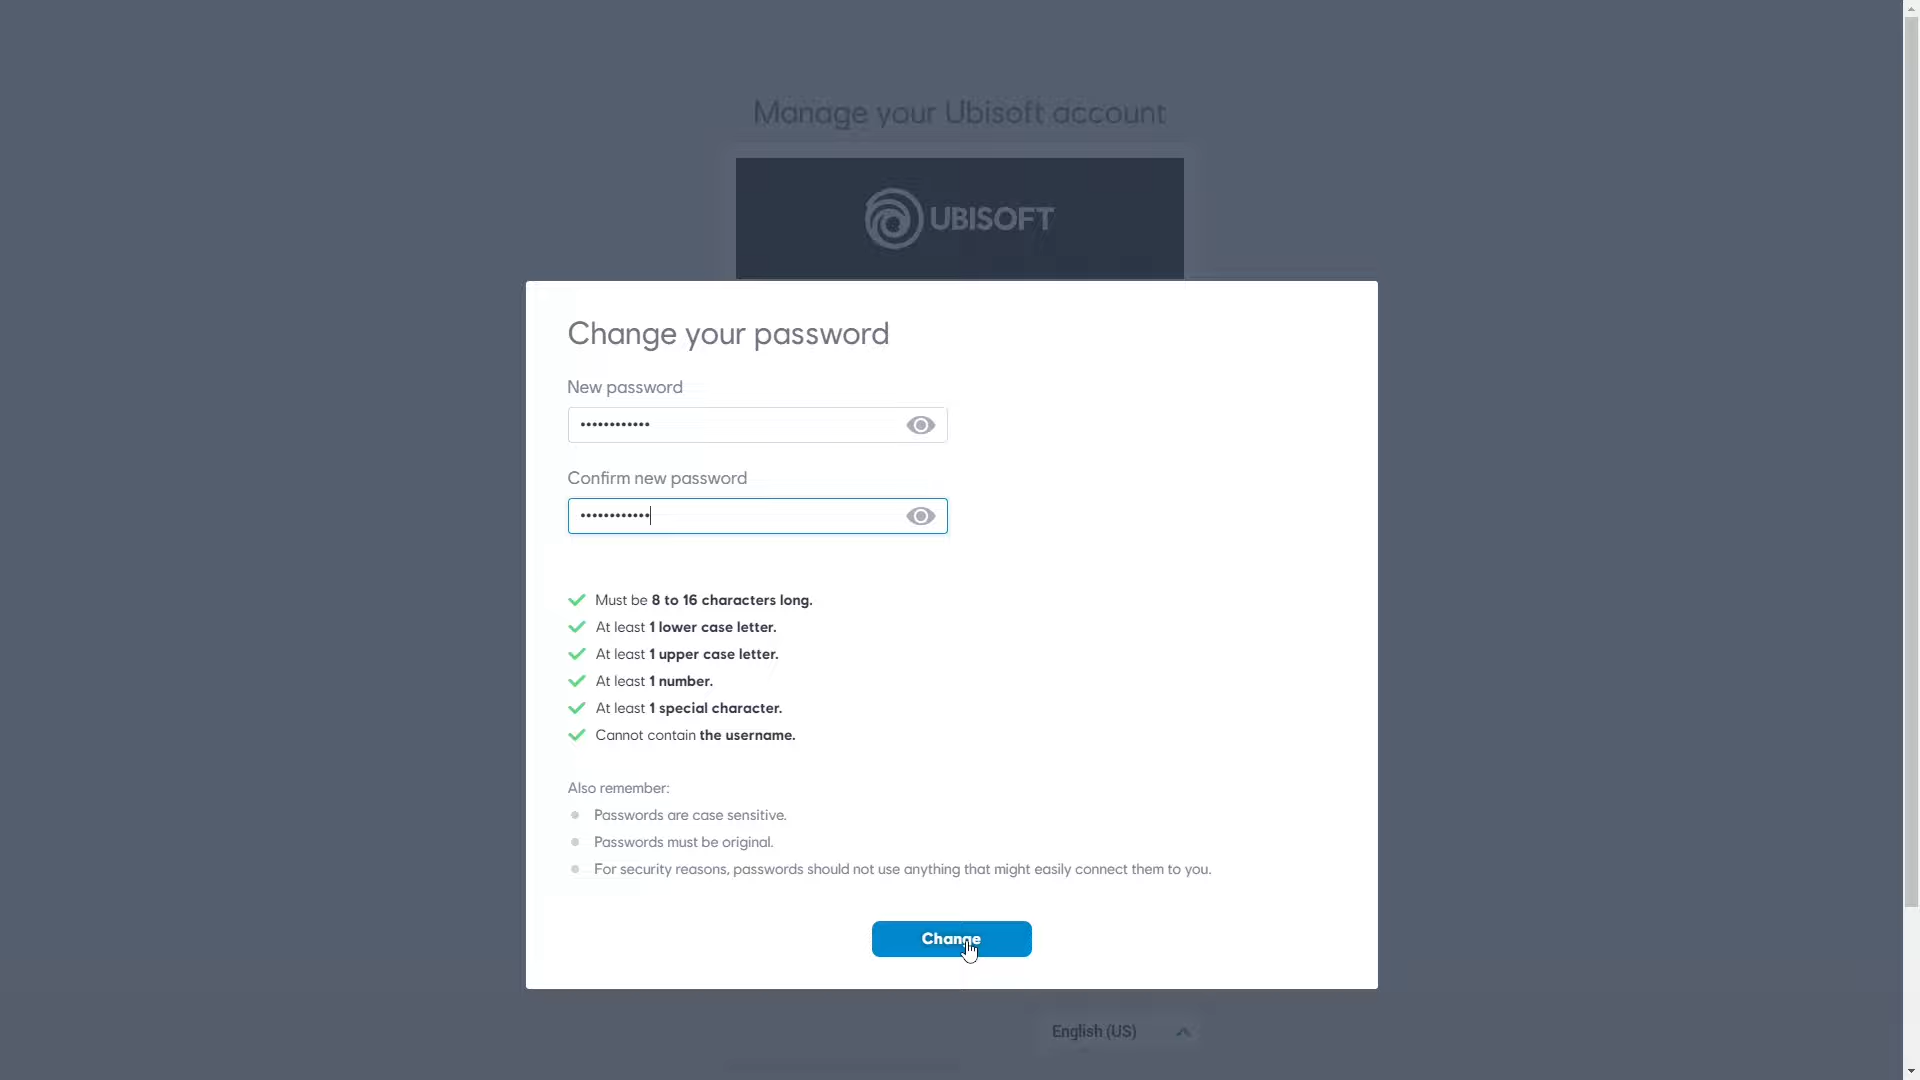 Manage your Ubisoft account
UBISOFT
Change your password
New password
••••••••••••
Confirm new password
••••••••••••
Must be 8 to 16 characters long.
At least 1 lower case letter.
At least 1 upper case letter.
At least 1 number.
At least 1 special character.
Cannot contain the username.
Also remember:
Passwords are case sensitive.
Passwords must be original.
For security reasons, passwords should not use anything that might easily connect them to you.
Change
English (US)